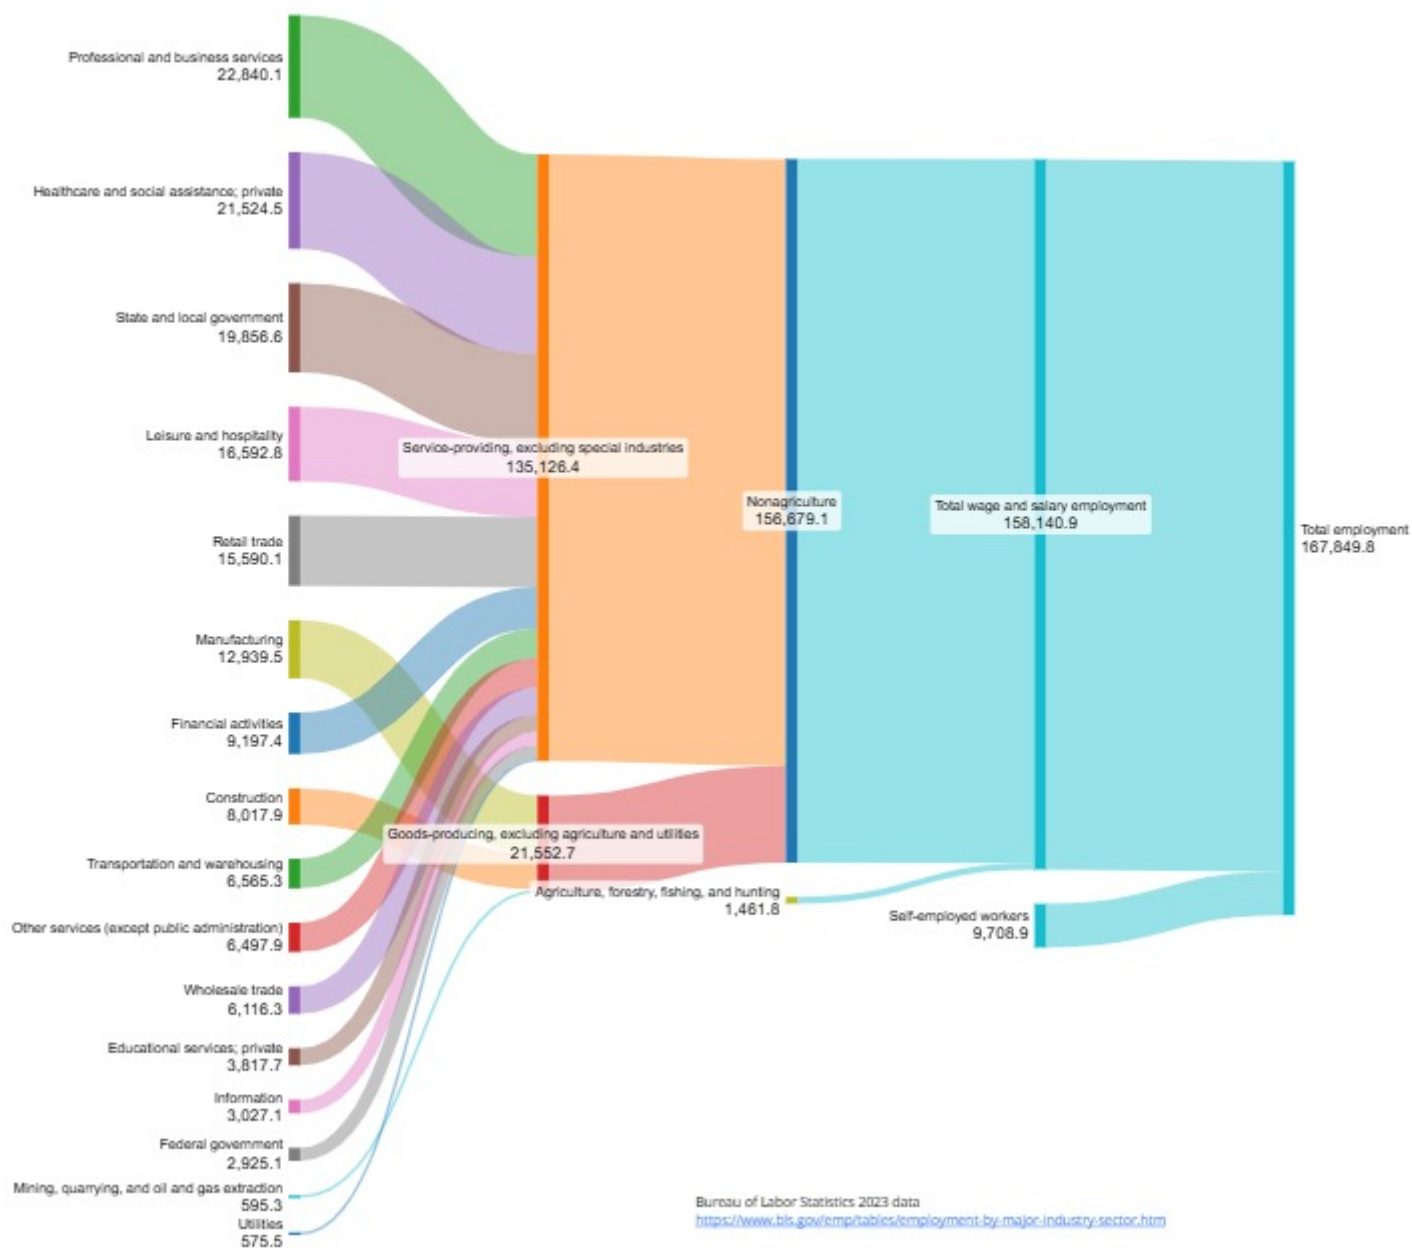 Professional and business services
22,840.1
Healthcare and social assistance; private
21,524.5
State and local government
19,856.6
Leisure and hospitality
16,592.8
Retail trade
15,590.1
Manufacturing
12,939.5
Financial activities
9,197.4
Construction
8,017.9
Transportation and warehousing
6,565.3
Other services (except public administration)
6,497.9
Wholesale trade
6,116.3
Educational services; private
3,817.7
Information
3,027.1
Federal government
2,925.1
Mining, quarrying, and oil and gas extraction
595.3
Utilities
575.5
Service-providing, excluding special industries
135,126.4
Goods-producing, excluding agriculture and utilities
21,552.7
Nonagriculture
156,679.1
Agriculture, forestry, fishing, and hunting
1,461.8
Total wage and salary employment
158,140.9
Self-employed workers
9,708.9
Total employment
167,849.8
Bureau of Labor Statistics 2023 data
https://www.bls.gov/emp/tables/employment-by-major-industry-sector.htm